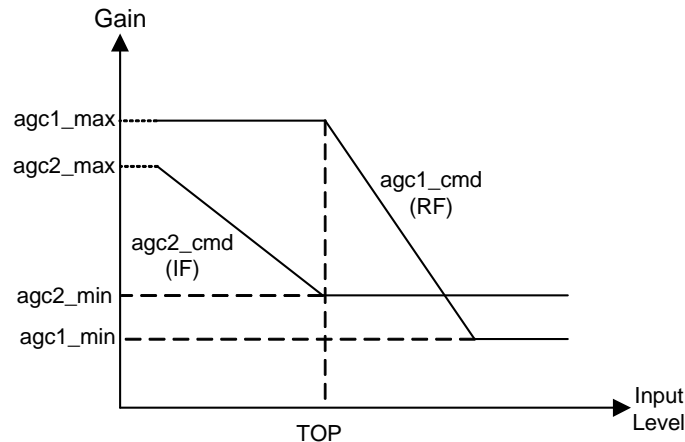 Gain
agc1_max
agc2_max
agc1_cmd
(RF)
agc2_cmd
(IF)
agc2_min
agc1_min
Input
Level
TOP